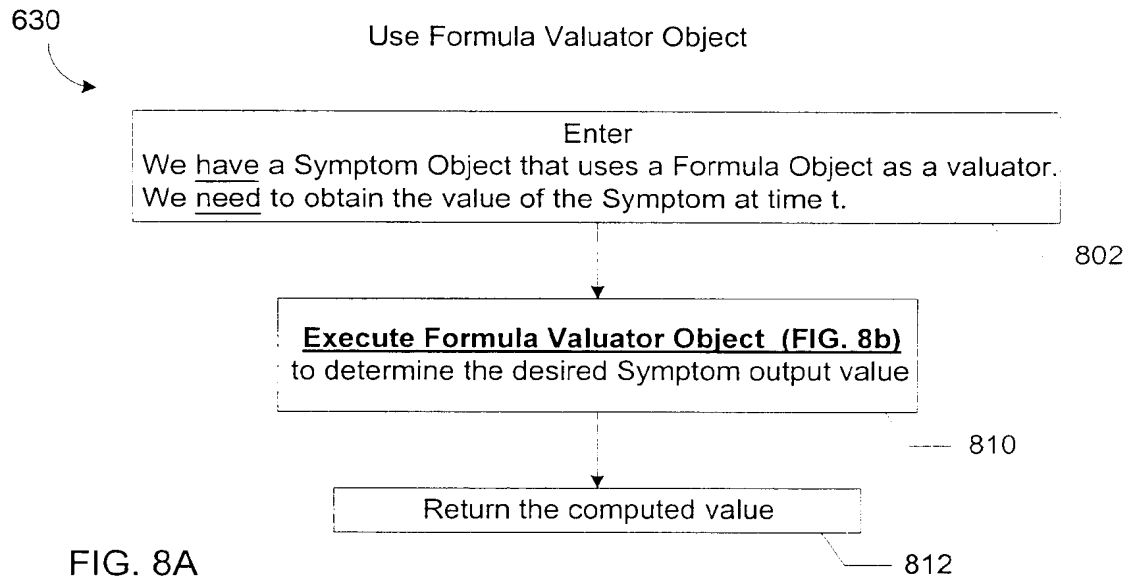 630
Use Formula Valuator Object
Enter
We have a Symptom Object that uses a Formula Object as a valuator.
We need to obtain the value of the Symptom at time t.
802
Execute Formula Valuator Object (FIG. 8b)
to determine the desired Symptom output value
810
Return the computed value
812
FIG. 8A